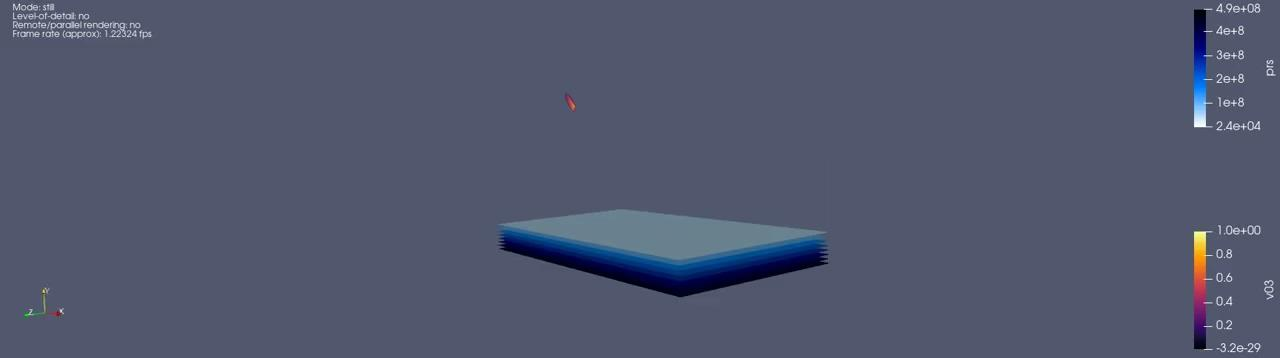 Mode: still
Level-of-detail: no
Remote/parallel rendering: no
Frame rate (approx): 1.22324 fps
4.9e+08
4e+8
3e+8
2e+8
1e+8
2.4e+04
prs
1.0e+00
0.8
0.6
0.4
0.2
-3.2e-29
v03
Y
Z
X